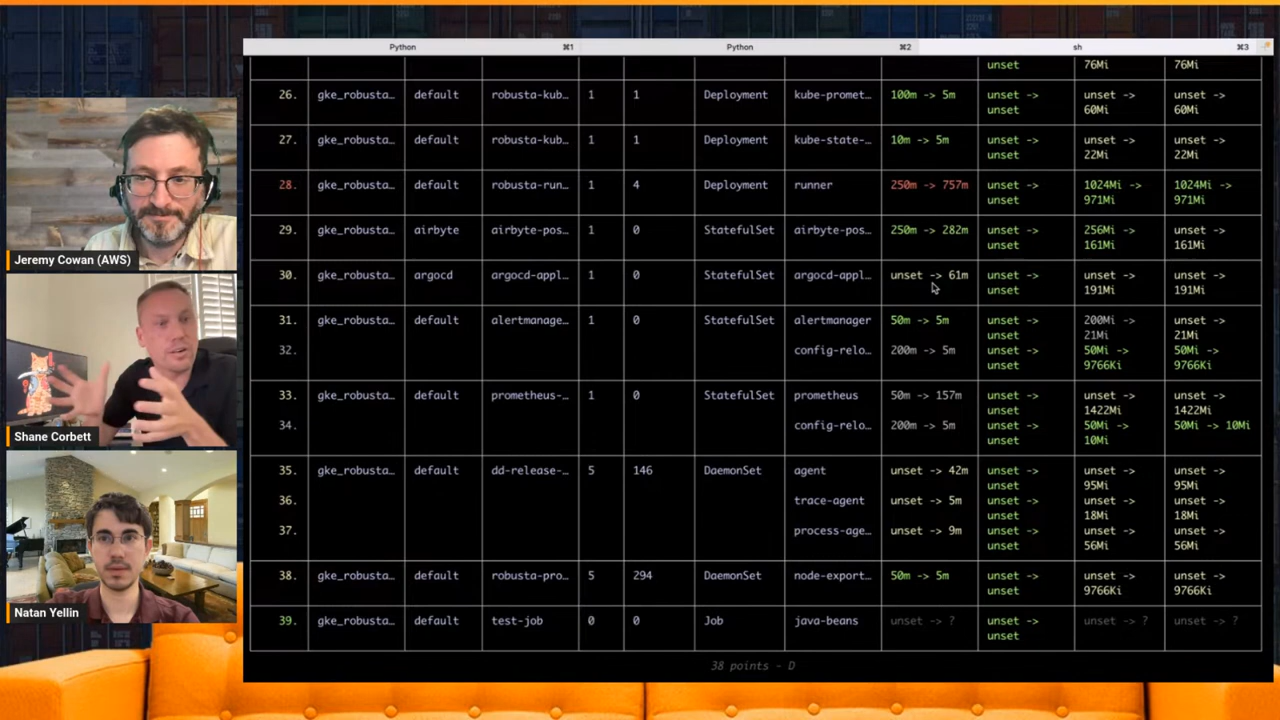 Python ⌘1 Python ⌘2 sh ⌘3
unset 76Mi 76Mi
26. gke_robusta… default robusta-kub… 1 1 Deployment kube-promet… 100m -> 5m unset -> unset -> unset ->
unset 60Mi 60Mi
27. gke_robusta… default robusta-kub… 1 1 Deployment kube-state-… 10m -> 5m unset -> unset -> unset ->
unset 22Mi 22Mi
28. gke_robusta… default robusta-run… 1 4 Deployment runner 250m -> 757m unset -> 1024Mi -> 1024Mi ->
unset 971Mi 971Mi
29. gke_robusta… airbyte airbyte-pos… 1 0 StatefulSet airbyte-pos… 250m -> 282m unset -> 256Mi -> unset ->
unset 161Mi 161Mi
30. gke_robusta… argocd argocd-appl… 1 0 StatefulSet argocd-appl… unset -> 61m unset -> unset -> unset ->
unset 191Mi 191Mi
31. gke_robusta… default alertmanage… 1 0 StatefulSet alertmanager 50m -> 5m unset -> 200Mi -> unset ->
unset 21Mi 21Mi
32. config-relo… 200m -> 5m unset -> 50Mi -> 50Mi ->
unset 9766Ki 9766Ki
33. gke_robusta… default prometheus-… 1 0 StatefulSet prometheus 50m -> 157m unset -> unset -> unset ->
unset 1422Mi 1422Mi
34. config-relo… 200m -> 5m unset -> 50Mi -> 50Mi -> 10Mi
unset 10Mi
35. gke_robusta… default dd-release-… 5 146 DaemonSet agent unset -> 42m unset -> unset -> unset ->
unset 95Mi 95Mi
36. trace-agent unset -> 5m unset -> unset -> unset ->
unset 18Mi 18Mi
37. process-age… unset -> 9m unset -> unset -> unset ->
unset 56Mi 56Mi
38. gke_robusta… default robusta-pro… 5 294 DaemonSet node-export… 50m -> 5m unset -> unset -> unset ->
unset 9766Ki 9766Ki
39. gke_robusta… default test-job 0 0 Job java-beans unset -> ? unset -> unset -> ? unset -> ?
unset
38 points - D
Jeremy Cowan (AWS)
Shane Corbett
Natan Yellin